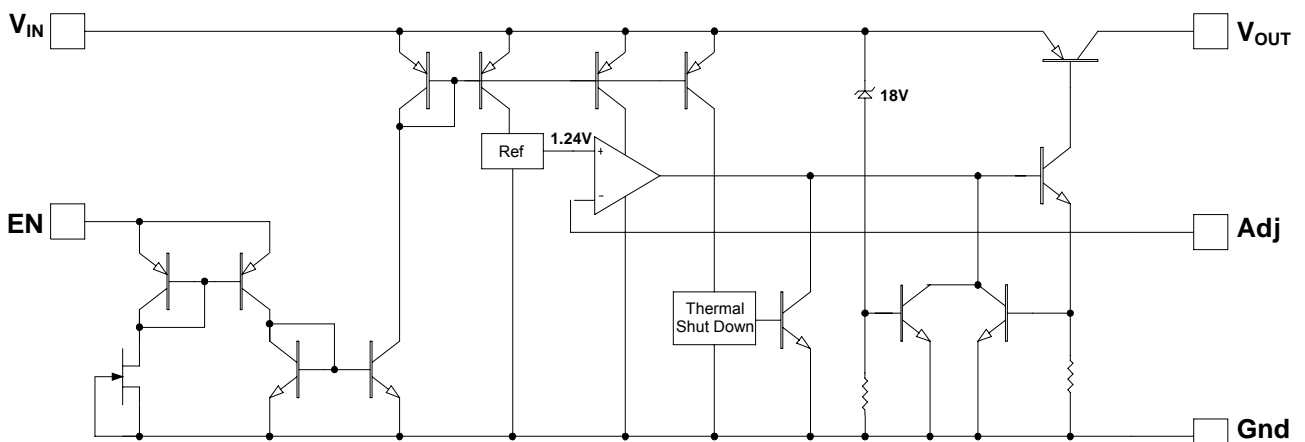 VIN
VOUT
18V
1.24V
Ref
+
−
EN
Adj
Thermal
Shut Down
Gnd